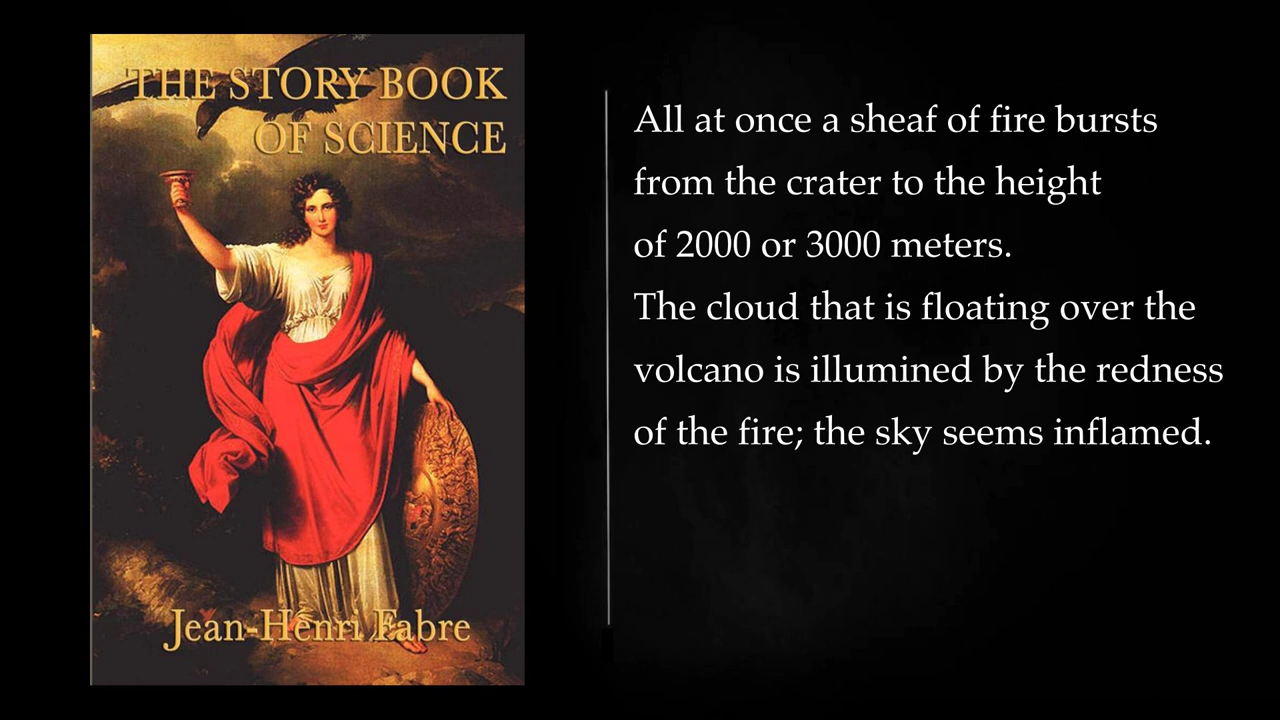 THE STORY BOOK
OF SCIENCE
Jean-Henri Fabre
All at once a sheaf of fire bursts
from the crater to the height
of 2000 or 3000 meters.
The cloud that is floating over the
volcano is illumined by the redness
of the fire; the sky seems inflamed.